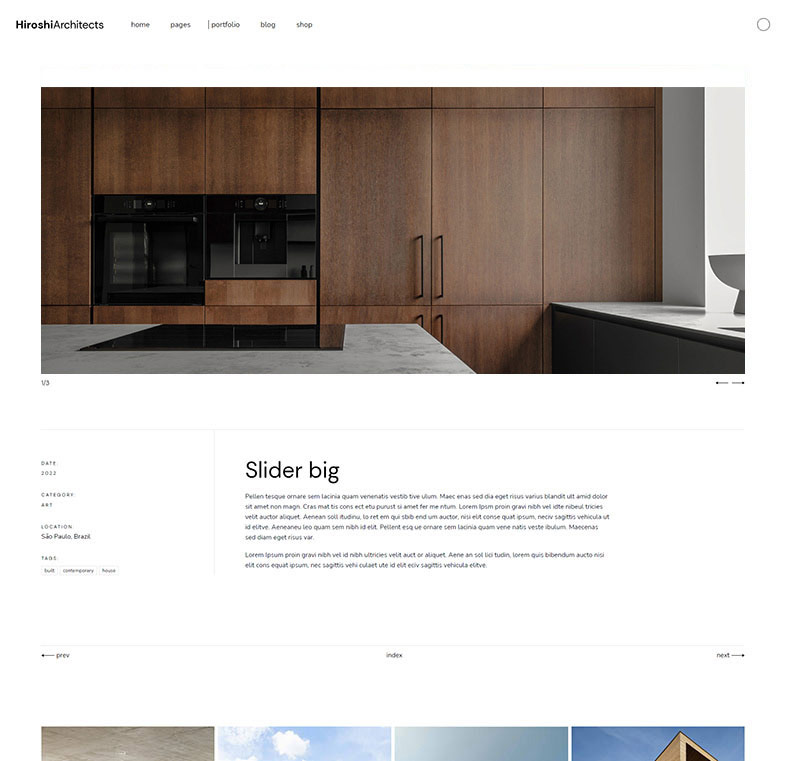 HiroshiArchitects home pages portfolio blog shop
1/3
DATE:
2022
CATEGORY:
ART
LOCATION:
São Paulo, Brazil
TAGS:
built contemporary house
Slider big
Pellen tesque ornare sem lacinia quam venenatis vestib tive ulum. Maec enas sed dia eget risus varius blandit ult amid dolor
sit amet non magn. Cras mat tis cons ect etu purust si amet fer me ntum. Lorem Ipsm proin gravi nibh vel idte nibeul tricies
velit auctor aliquet. Aenean soll itudinu, lo ret em qui sbib end um auctor, nisi elit conse quat ipsum, neciv sagittis vehicula ut
id elitve. Aeneaneu leo quam sem nibh id elit. Pellent esq ue ornare sem lacinia quam vene natis veste ibulum. Maecenas
sed diam eget risus var.
Lorem Ipsum proin gravi nibh vel id nibh ultricies velit auct or aliquet. Aene an sol lici tudin, lorem quis bibendum aucto nisi
elit cons equat ipsum, nec sagittis vehi culaet ute id elit eciv sagittis vehicula elitve.
prev index next